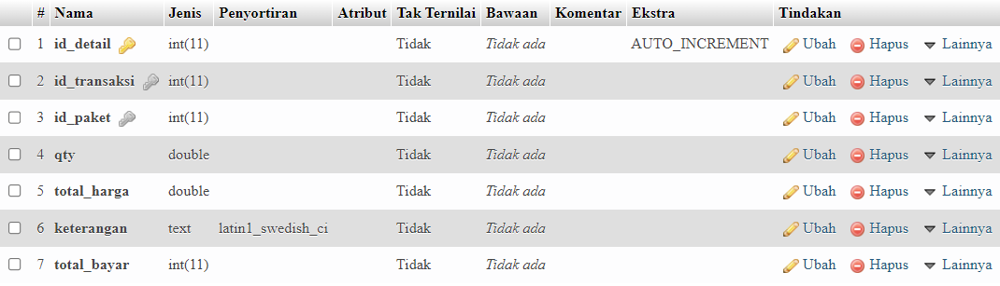 # Nama Jenis Penyortiran Atribut Tak Ternilai Bawaan Komentar Ekstra Tindakan
1 id_detail int(11) Tidak Tidak ada AUTO_INCREMENT Ubah Hapus Lainnya
2 id_transaksi int(11) Tidak Tidak ada Ubah Hapus Lainnya
3 id_paket int(11) Tidak Tidak ada Ubah Hapus Lainnya
4 qty double Tidak Tidak ada Ubah Hapus Lainnya
5 total_harga double Tidak Tidak ada Ubah Hapus Lainnya
6 keterangan text latin1_swedish_ci Tidak Tidak ada Ubah Hapus Lainnya
7 total_bayar int(11) Tidak Tidak ada Ubah Hapus Lainnya